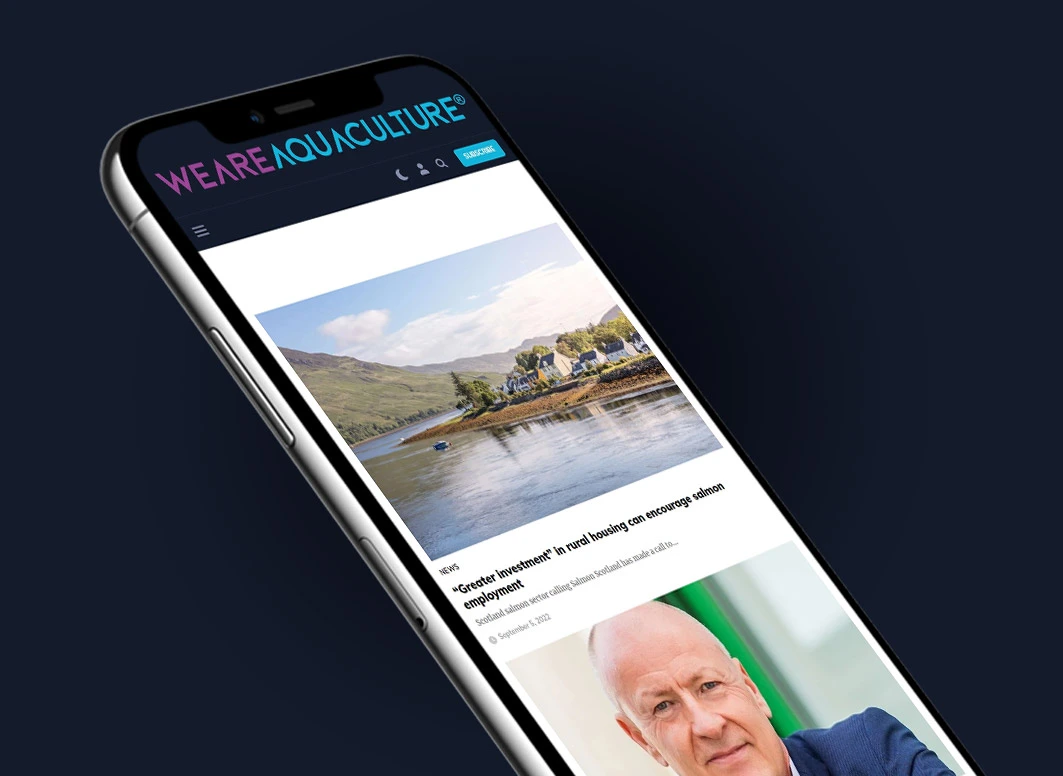 WEAREAQUACULTURE®
SUBSCRIBE
NEWS
“Greater investment” in rural housing can encourage salmon
employment
Scotland salmon sector calling Salmon Scotland has made a call to...
September 5, 2022